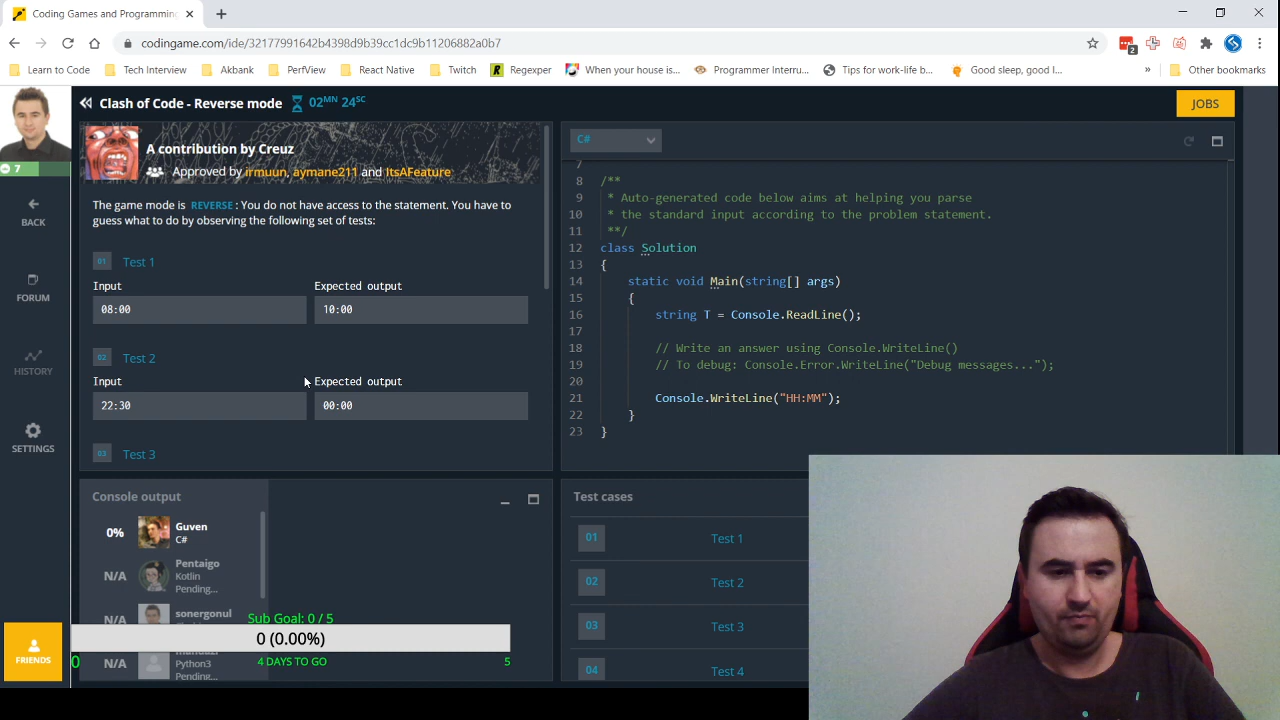 Coding Games and Programming
codingame.com/ide/32177991642b4398d9b39cc1dc9b11206882a0b7
2
Learn to Code
Tech Interview
Akbank
PerfView
React Native
Twitch
R
Regexper
When your house is...
Programmer Interru...
Tips for work-life b...
Good sleep, good l...
»
Other bookmarks
7
BACK
FORUM
HISTORY
SETTINGS
FRIENDS
Clash of Code - Reverse mode
02MN 24SC
JOBS
A contribution by Creuz
Approved by irmuun, aymane211 and ItsAFeature
The game mode is REVERSE: You do not have access to the statement. You have to
guess what to do by observing the following set of tests:
01 Test 1
Input Expected output
08:00 10:00
02 Test 2
Input Expected output
22:30 00:00
03 Test 3
C#
7
8 /**
9 * Auto-generated code below aims at helping you parse
10 * the standard input according to the problem statement.
11 **/
12 class Solution
13 {
14 static void Main(string[] args)
15 {
16 string T = Console.ReadLine();
17
18 // Write an answer using Console.WriteLine()
19 // To debug: Console.Error.WriteLine("Debug messages...");
20
21 Console.WriteLine("HH:MM");
22 }
23 }
Console output
0% Guven
C#
N/A Pentaigo
Kotlin
Pending...
N/A sonergonul
N/A
Python3
Pending...
Sub Goal: 0 / 5
0 (0.00%)
0 4 DAYS TO GO 5
Test cases
01 Test 1
02 Test 2
03 Test 3
04 Test 4